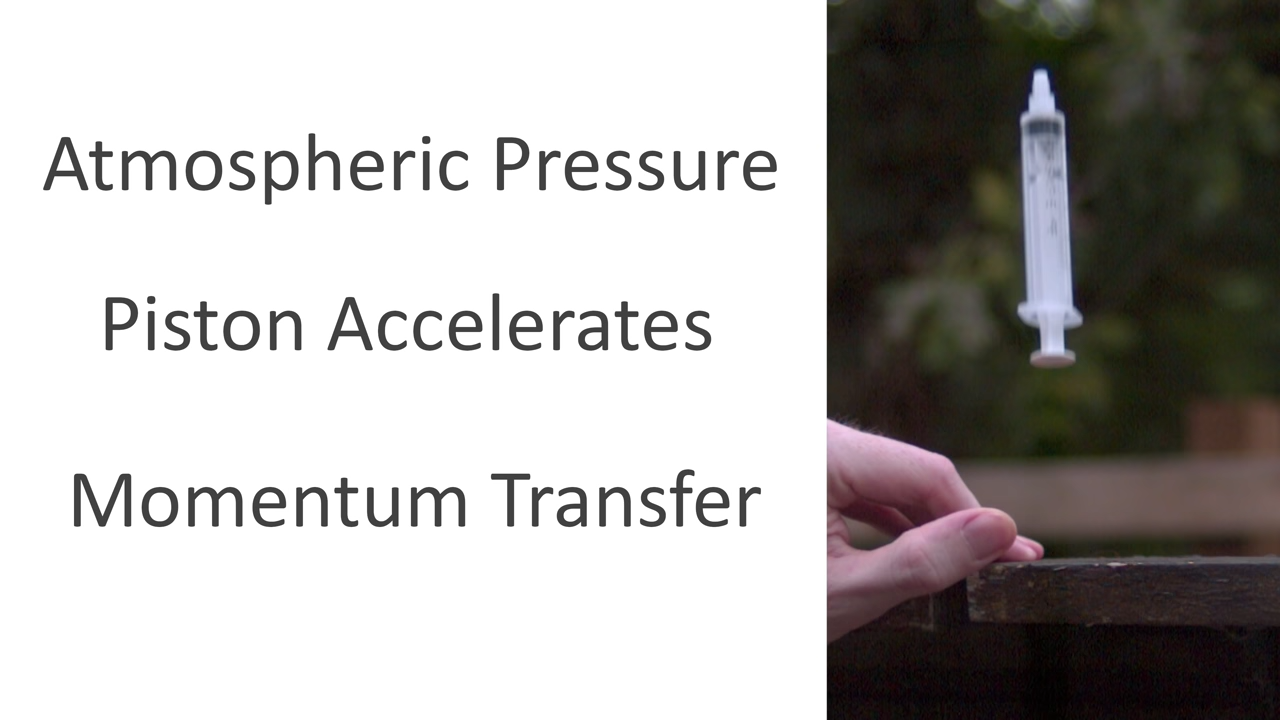 Atmospheric Pressure
Piston Accelerates
Momentum Transfer